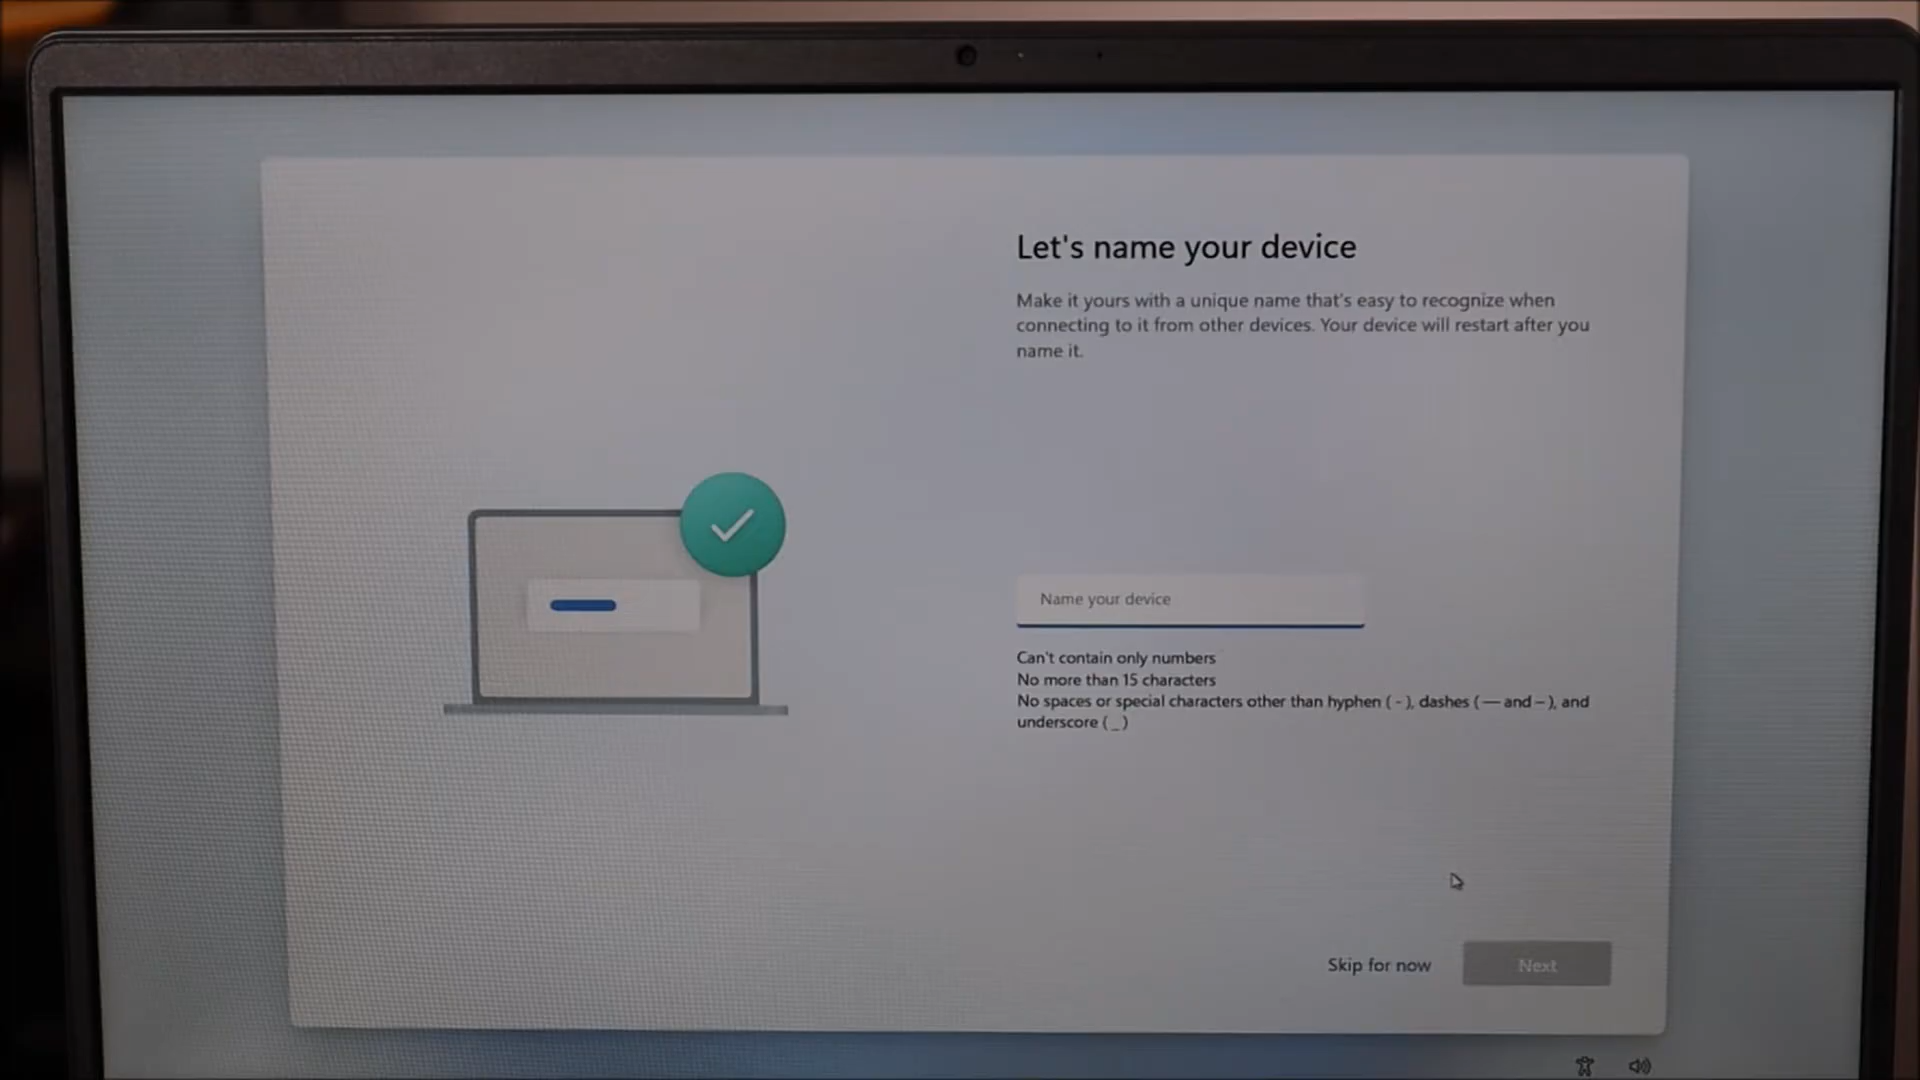 Let's name your device
Make it yours with a unique name that's easy to recognize when
connecting to it from other devices. Your device will restart after you
name it.
Name your device
Can't contain only numbers
No more than 15 characters
No spaces or special characters other than hyphen ( - ), dashes ( — and – ), and
underscore ( _ )
Skip for now
Next